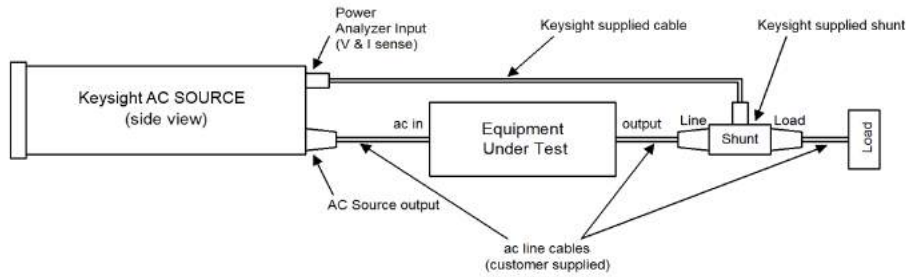 Power
Analyzer Input
(V & I sense)
Keysight supplied cable
Keysight supplied shunt
Keysight AC SOURCE
(side view)
ac in
Equipment
Under Test
output
Line
Shunt
Load
Load
AC Source output
ac line cables
(customer supplied)